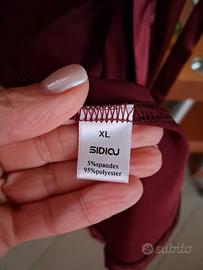 XL
SIDIOU
5%spandex
95%polyester
subito